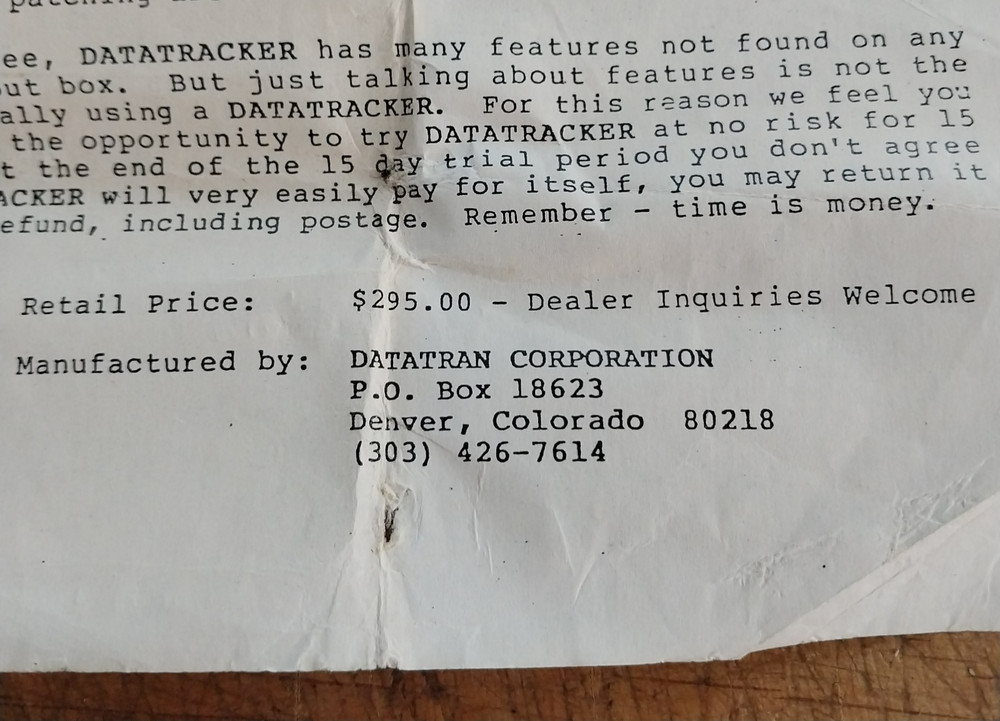 ee, DATATRACKER has many features not found on any
out box. But just talking about features is not the
ally using a DATATRACKER. For this reason we feel you
the opportunity to try DATATRACKER at no risk for 15
t the end of the 15 day trial period you don't agree
ACKER will very easily pay for itself, you may return it
efund, including postage. Remember - time is money.
Retail Price: $295.00 - Dealer Inquiries Welcome
Manufactured by: DATATRAN CORPORATION
P.O. Box 18623
Denver, Colorado 80218
(303) 426-7614